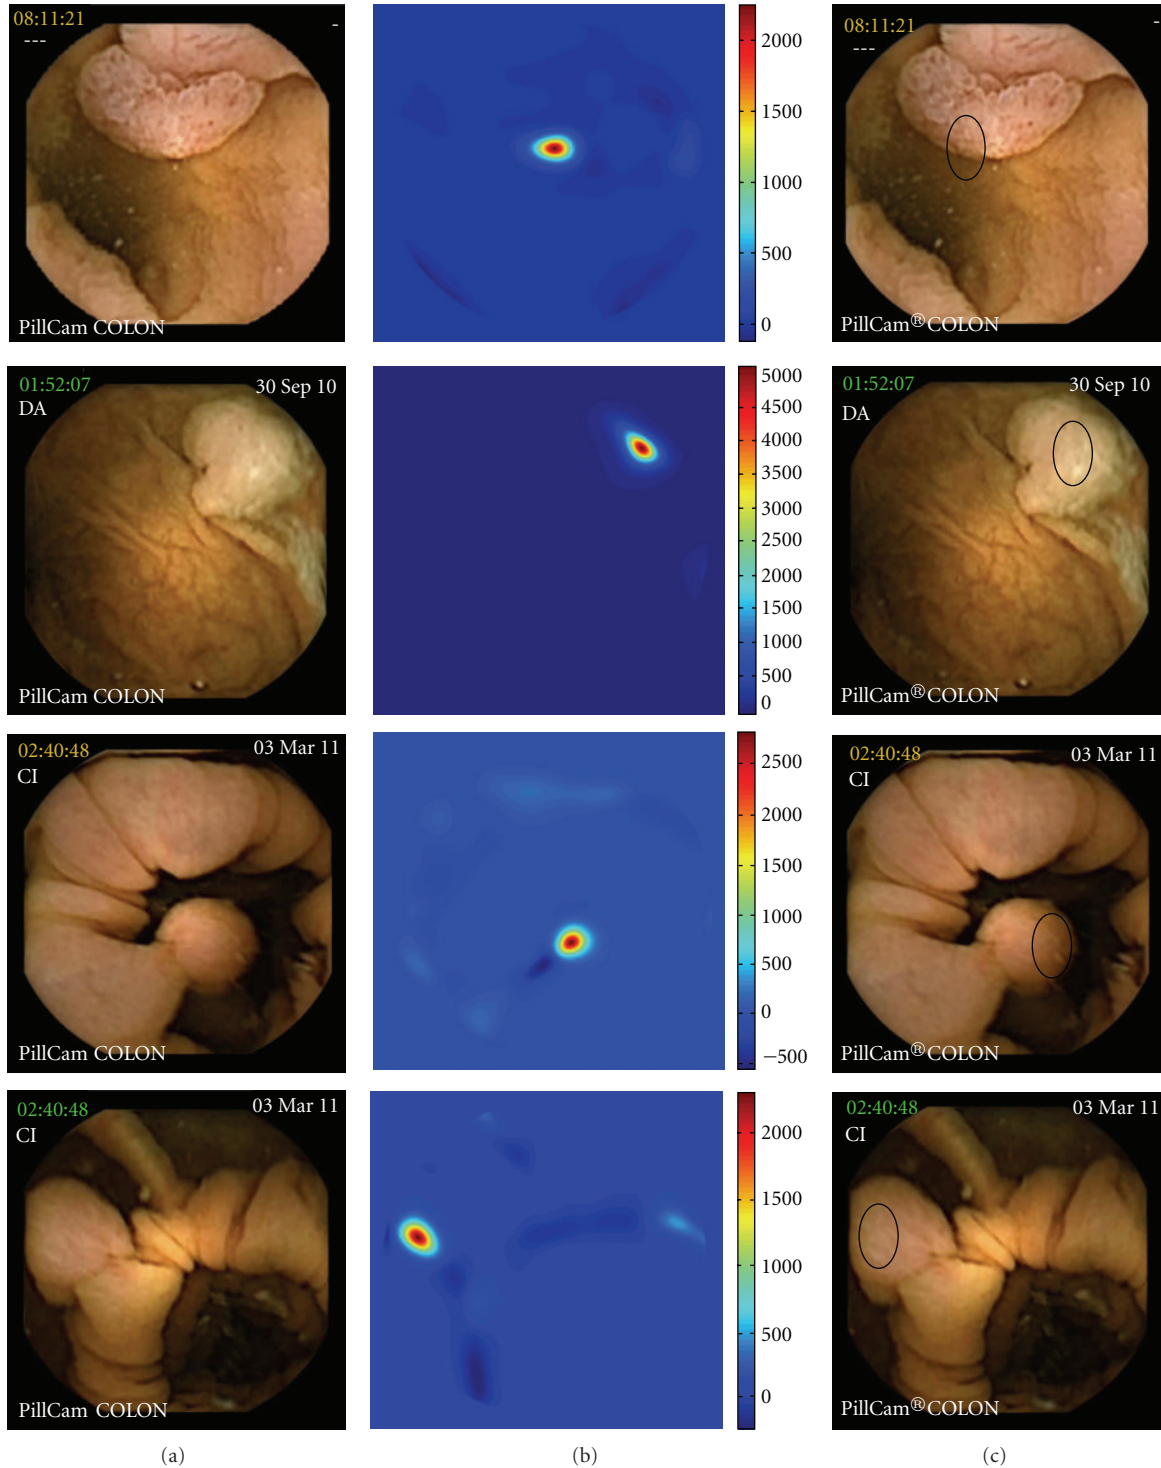 08:11:21
---
-
PillCam COLON
2000
1500
1000
500
0
08:11:21
---
-
PillCam®COLON
01:52:07
30 Sep 10
DA
PillCam COLON
5000
4500
4000
3500
3000
2500
2000
1500
1000
500
0
01:52:07
30 Sep 10
DA
PillCam®COLON
02:40:48
03 Mar 11
CI
PillCam COLON
2500
2000
1500
1000
500
0
−500
02:40:48
03 Mar 11
CI
PillCam®COLON
02:40:48
03 Mar 11
CI
PillCam COLON
2000
1500
1000
500
0
02:40:48
03 Mar 11
CI
PillCam®COLON
(a)
(b)
(c)